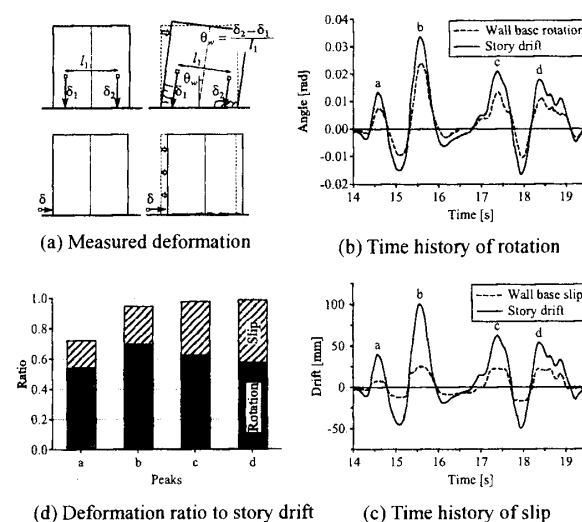 θw = δ2-δ1 / l1
l1
δ1
δ2
l1
θw
δ1
δ2
δ
δ
(a) Measured deformation
Wall base rotation
Story drift
Angle [rad]
0.04
0.03
0.02
0.01
0.00
-0.01
-0.02
a
b
c
d
14 15 16 17 18 19
Time [s]
(b) Time history of rotation
Ratio
1.0
0.8
0.6
0.4
0.2
0.0
Slip
Rotation
a b c d
Peaks
(d) Deformation ratio to story drift
Wall base slip
Story drift
Drift [mm]
100
50
0
-50
a
b
c
d
14 15 16 17 18 19
Time [s]
(c) Time history of slip